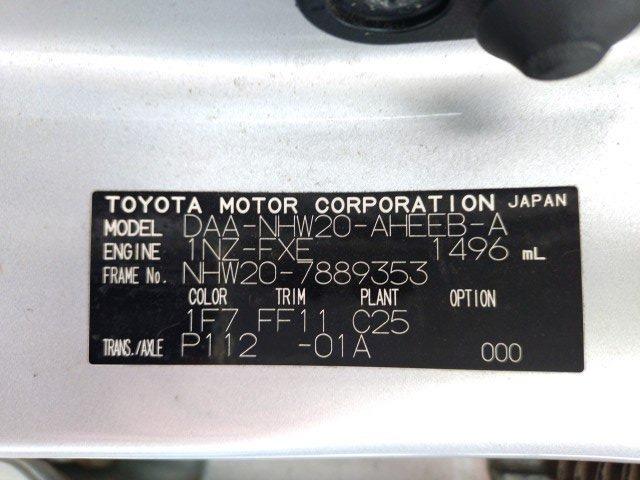 TOYOTA MOTOR CORPORATION JAPAN
MODEL DAA-NHW20-AHEEB-A
ENGINE 1NZ-FXE 1496 mL
FRAME No. NHW20-7889353
COLOR TRIM PLANT OPTION
1F7 FF11 C25
TRANS./AXLE P112 -01A 000